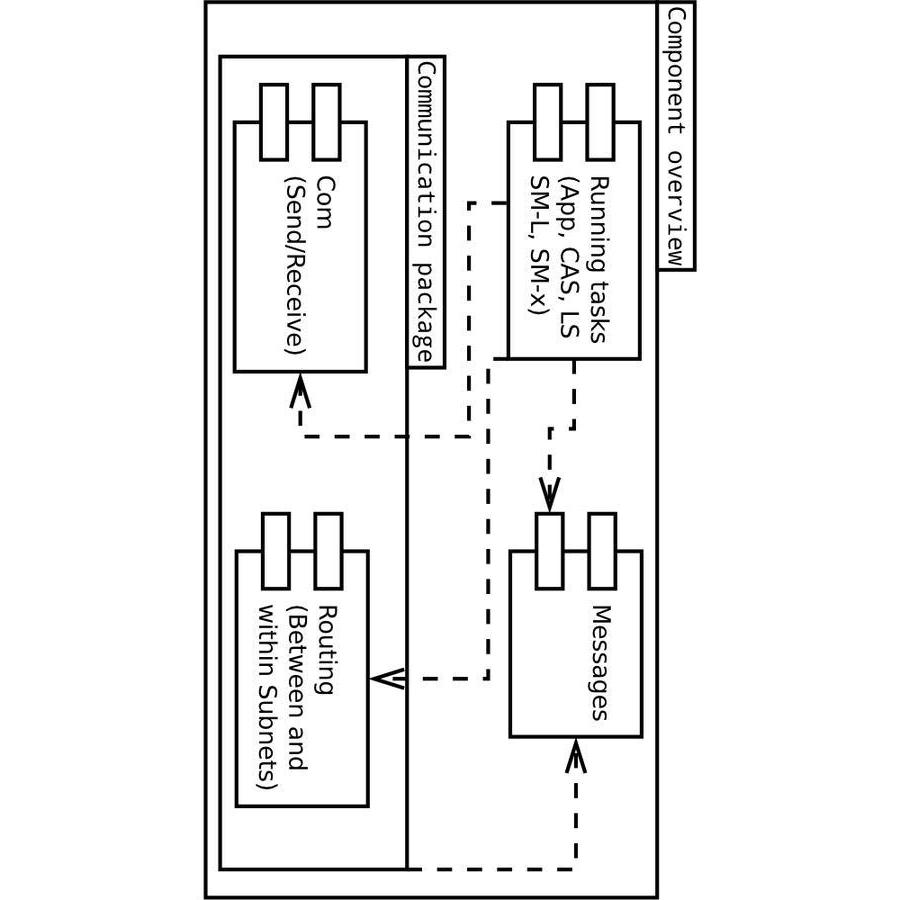 Component overview
Running tasks
(App, CAS, LS
SM-L, SM-x)
Messages
Communication package
Com
(Send/Receive)
Routing
(Between and
within Subnets)